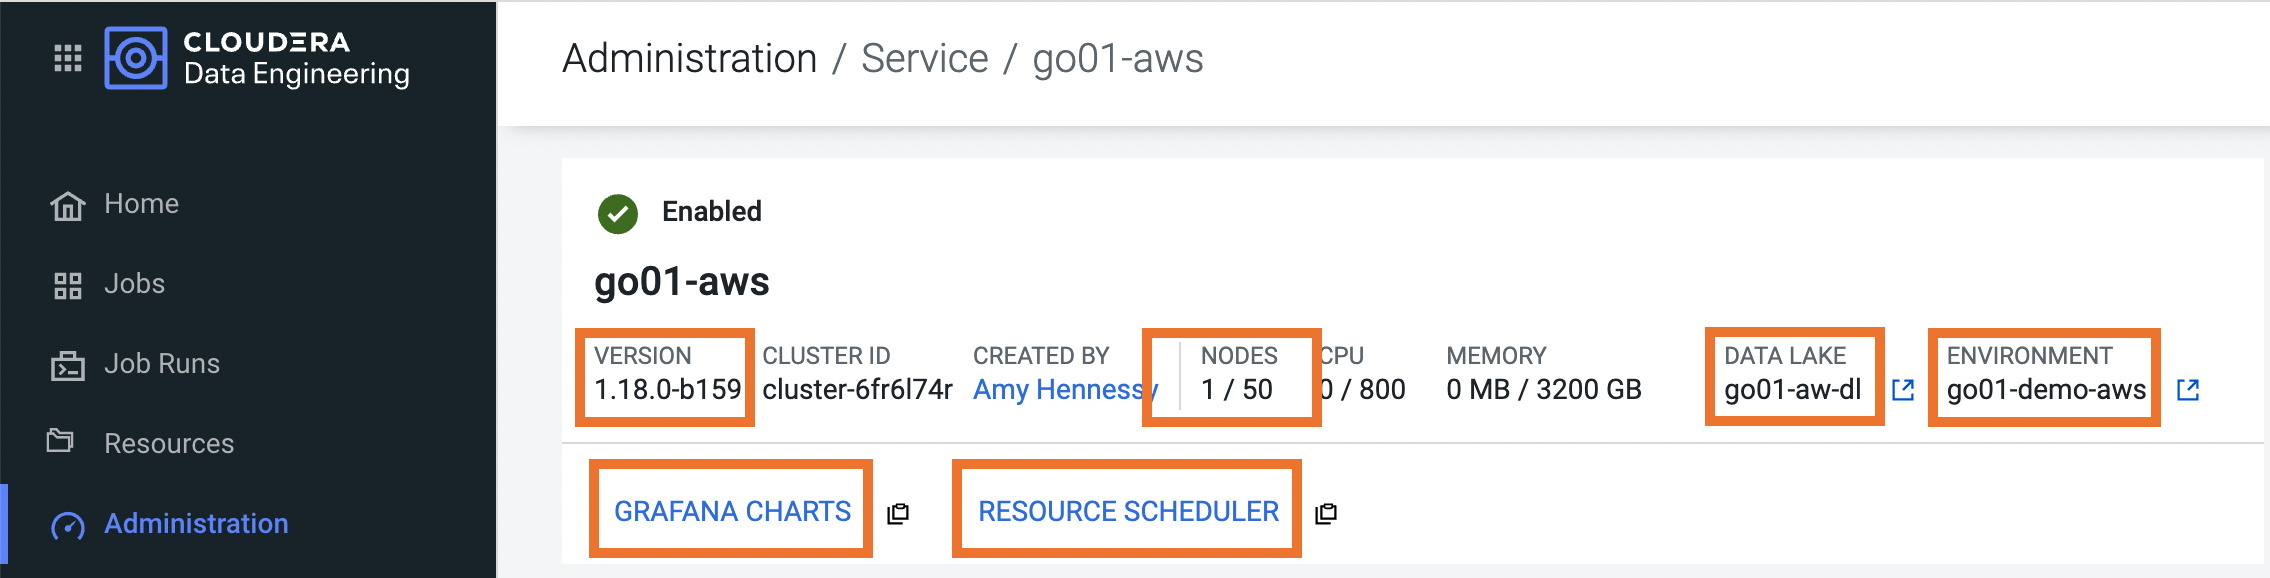 CLOUDERA
Data Engineering
Home
Jobs
Job Runs
Resources
Administration
Administration / Service / go01-aws
Enabled
go01-aws
VERSION CLUSTER ID CREATED BY NODES CPU MEMORY DATA LAKE ENVIRONMENT
1.18.0-b159 cluster-6fr6l74r Amy Hennessy 1 / 50 0 / 800 0 MB / 3200 GB go01-aw-dl go01-demo-aws
GRAFANA CHARTS RESOURCE SCHEDULER